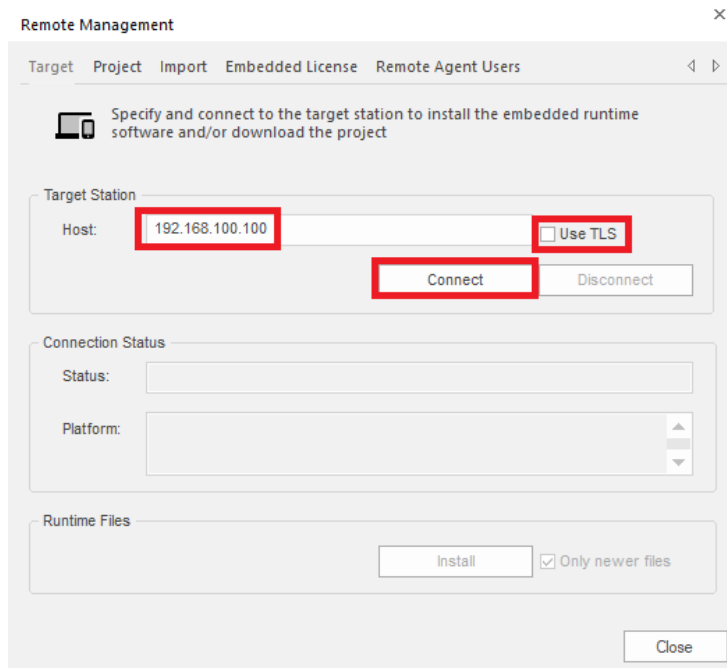 Remote Management
Target Project Import Embedded License Remote Agent Users
Specify and connect to the target station to install the embedded runtime
software and/or download the project
Target Station
Host: 192.168.100.100 Use TLS
Connect Disconnect
Connection Status
Status:
Platform:
Runtime Files
Install Only newer files
Close